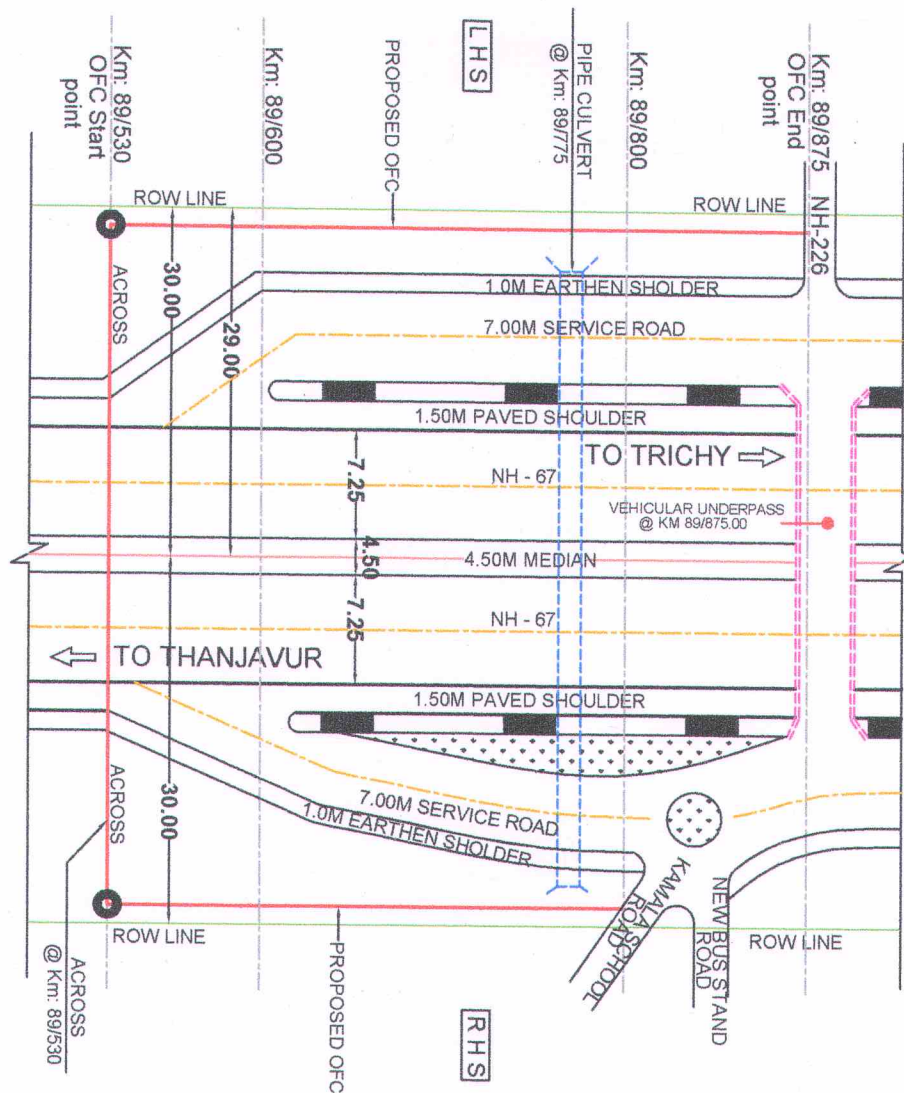 Km: 89/530
OFC Start
point
Km: 89/600
PROPOSED OFC
LHS
PIPE CULVERT
@ Km: 89/775
Km: 89/800
Km: 89/875
OFC End
point
NH-226
ROW LINE
ROW LINE
ACROSS
30.00
29.00
1.0M EARTHEN SHOLDER
7.00M SERVICE ROAD
1.50M PAVED SHOULDER
TO TRICHY
7.25
NH - 67
VEHICULAR UNDERPASS
@ KM 89/875.00
4.50
4.50M MEDIAN
7.25
NH - 67
TO THANJAVUR
1.50M PAVED SHOULDER
ACROSS
30.00
7.00M SERVICE ROAD
1.0M EARTHEN SHOLDER
KAMALA SCHOOL
ROAD
NEW BUS STAND
ROAD
ROW LINE
ROW LINE
ACROSS
@ Km: 89/530
PROPOSED OFC
RHS